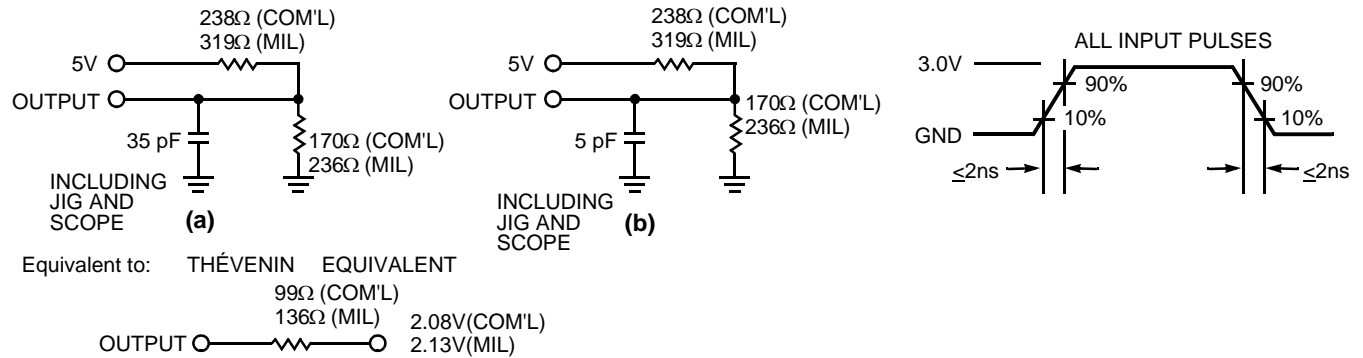 238Ω (COM'L)
319Ω (MIL)
5V
OUTPUT
35 pF
170Ω (COM'L)
236Ω (MIL)
INCLUDING
JIG AND
SCOPE
(a)
238Ω (COM'L)
319Ω (MIL)
5V
OUTPUT
5 pF
170Ω (COM'L)
236Ω (MIL)
INCLUDING
JIG AND
SCOPE
(b)
ALL INPUT PULSES
3.0V
90%
10%
GND
90%
10%
≤2ns
≤2ns
Equivalent to: THÉVENIN EQUIVALENT
99Ω (COM'L)
136Ω (MIL)
OUTPUT
2.08V(COM'L)
2.13V(MIL)